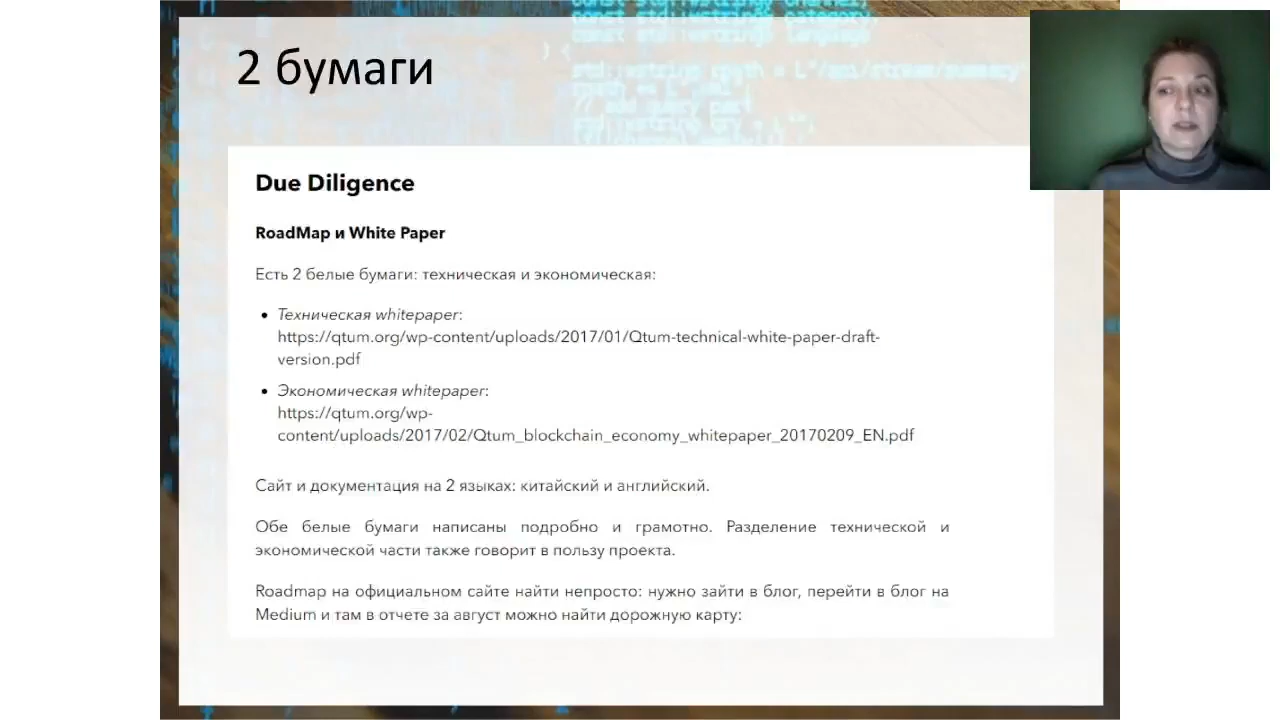 2 бумаги
Due Diligence
RoadMap и White Paper
Есть 2 белые бумаги: техническая и экономическая:
• Техническая whitepaper:
https://qtum.org/wp-content/uploads/2017/01/Qtum-technical-white-paper-draft-
version.pdf
• Экономическая whitepaper:
https://qtum.org/wp-
content/uploads/2017/02/Qtum_blockchain_economy_whitepaper_20170209_EN.pdf
Сайт и документация на 2 языках: китайский и английский.
Обе белые бумаги написаны подробно и грамотно. Разделение технической и
экономической части также говорит в пользу проекта.
Roadmap на официальном сайте найти непросто: нужно зайти в блог, перейти в блог на
Medium и там в отчете за август можно найти дорожную карту: